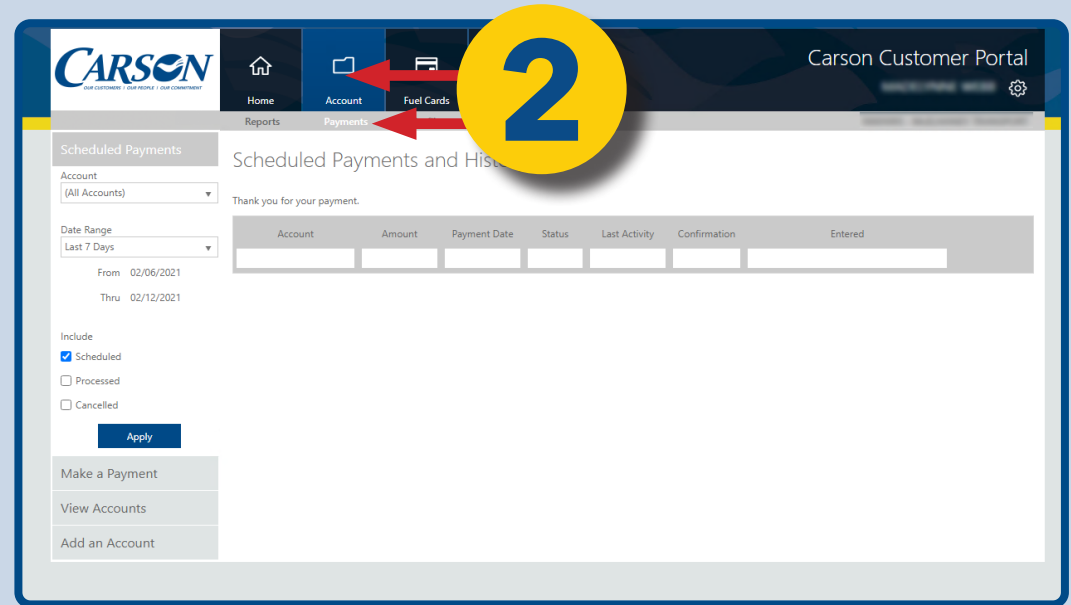 CARSON
OUR CUSTOMERS | OUR PEOPLE | OUR COMMITMENT
Home
Account
Fuel Cards
2
Carson Customer Portal
Reports
Payments
Scheduled Payments
Account
(All Accounts)
Date Range
Last 7 Days
From 02/06/2021
Thru 02/12/2021
Include
Scheduled
Processed
Cancelled
Apply
Make a Payment
View Accounts
Add an Account
Scheduled Payments and Hist
Thank you for your payment.
Account Amount Payment Date Status Last Activity Confirmation Entered